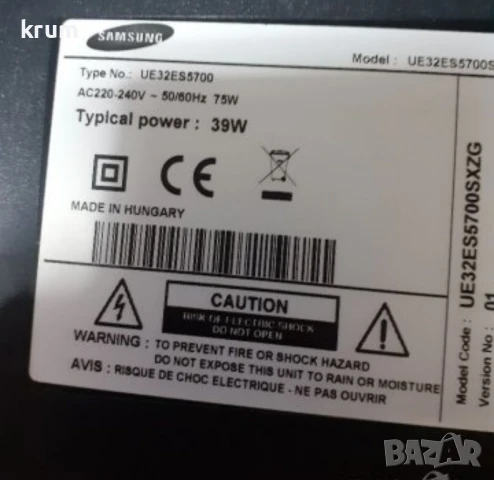 krum
SAMSUNG
Model : UE32ES5700S
Type No.: UE32ES5700
AC220-240V ~ 50/60Hz 75W
Typical power : 39W
CE
MADE IN HUNGARY
CAUTION
RISK OF ELECTRIC SHOCK
DO NOT OPEN
WARNING : TO PREVENT FIRE OR SHOCK HAZARD
DO NOT EXPOSE THIS UNIT TO RAIN OR MOISTURE
AVIS : RISQUE DE CHOC ELECTRIQUE - NE PAS OUVRIR
Model Code : UE32ES5700SXZG
Version No : 01
BAZAR